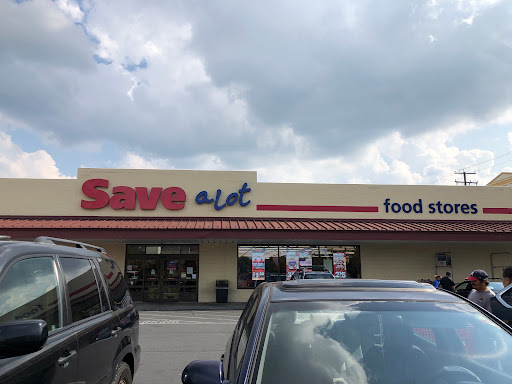 Save a lot food stores